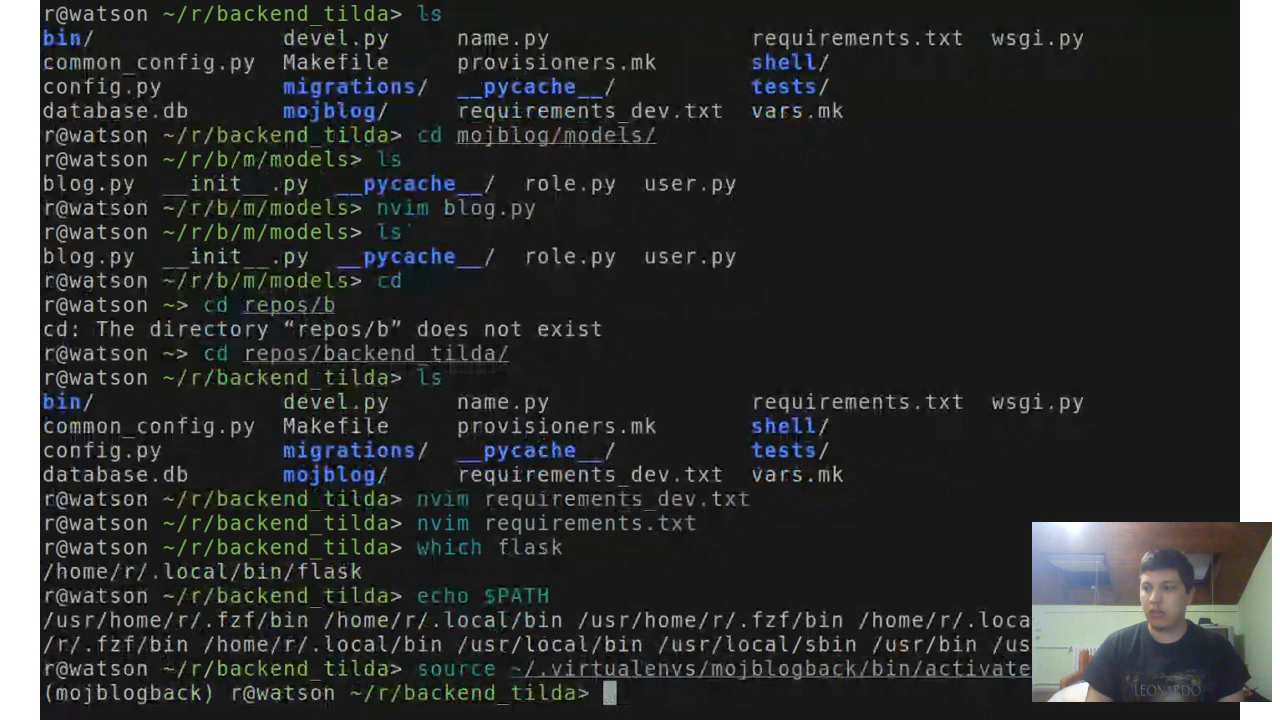 r@watson ~/r/backend_tilda> ls
bin/ devel.py name.py requirements.txt wsgi.py
common_config.py Makefile provisioners.mk shell/
config.py migrations/ __pycache__/ tests/
database.db mojblog/ requirements_dev.txt vars.mk
r@watson ~/r/backend_tilda> cd mojblog/models/
r@watson ~/r/b/m/models> ls
blog.py __init__.py __pycache__/ role.py user.py
r@watson ~/r/b/m/models> nvim blog.py
r@watson ~/r/b/m/models> ls
blog.py __init__.py __pycache__/ role.py user.py
r@watson ~/r/b/m/models> cd
r@watson ~> cd repos/b
cd: The directory “repos/b” does not exist
r@watson ~> cd repos/backend_tilda/
r@watson ~/r/backend_tilda> ls
bin/ devel.py name.py requirements.txt wsgi.py
common_config.py Makefile provisioners.mk shell/
config.py migrations/ __pycache__/ tests/
database.db mojblog/ requirements_dev.txt vars.mk
r@watson ~/r/backend_tilda> nvim requirements_dev.txt
r@watson ~/r/backend_tilda> nvim requirements.txt
r@watson ~/r/backend_tilda> which flask
/home/r/.local/bin/flask
r@watson ~/r/backend_tilda> echo $PATH
/usr/home/r/.fzf/bin /home/r/.local/bin /usr/home/r/.fzf/bin /home/r/.loca
/r/.fzf/bin /home/r/.local/bin /usr/local/bin /usr/local/sbin /usr/bin /us
r@watson ~/r/backend_tilda> source ~/.virtualenvs/mojblogback/bin/activate
(mojblogback) r@watson ~/r/backend_tilda>
LEONARDO